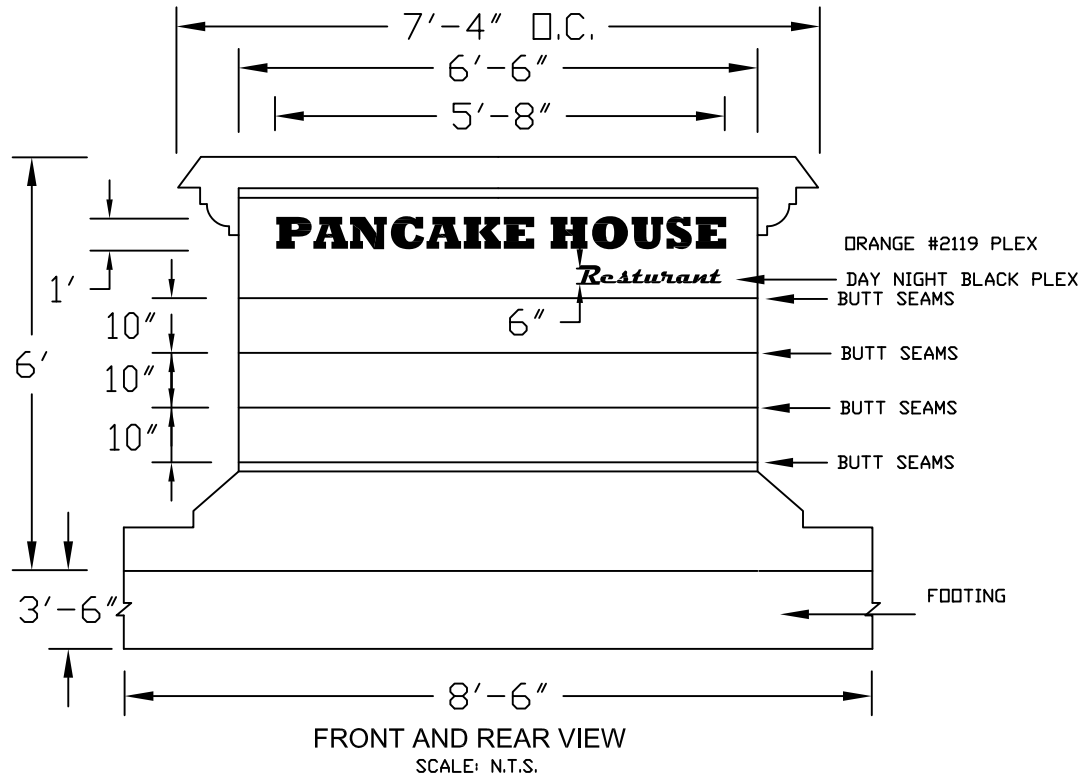 7'-4" O.C.
6'-6"
5'-8"
PANCAKE HOUSE
ORANGE #2119 PLEX
Resturant
DAY NIGHT BLACK PLEX
1'
BUTT SEAMS
10"
6"
6'
BUTT SEAMS
10"
BUTT SEAMS
10"
BUTT SEAMS
3'-6"
FOOTING
8'-6"
FRONT AND REAR VIEW
SCALE: N.T.S.